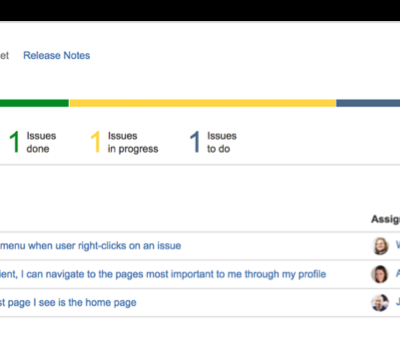 et Release Notes
1 Issues done 1 Issues in progress 1 Issues to do
Assig
menu when user right-clicks on an issue
ient, I can navigate to the pages most important to me through my profile A
st page I see is the home page J